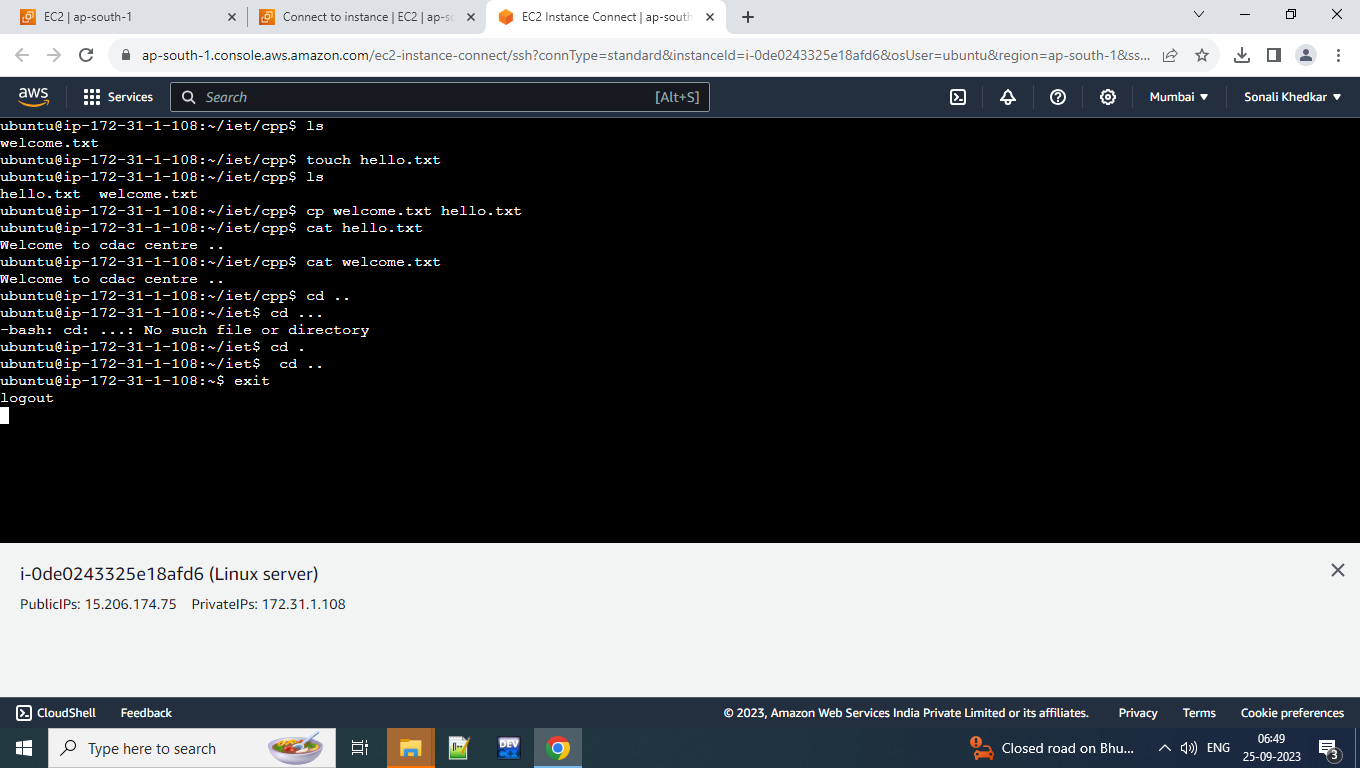 EC2 | ap-south-1
Connect to instance | EC2 | ap-so
EC2 Instance Connect | ap-south
ap-south-1.console.aws.amazon.com/ec2-instance-connect/ssh?connType=standard&instanceId=i-0de0243325e18afd6&osUser=ubuntu&region=ap-south-1&ss...
aws
Services
Search
[Alt+S]
Mumbai
Sonali Khedkar
ubuntu@ip-172-31-1-108:~/iet/cpp$ ls
welcome.txt
ubuntu@ip-172-31-1-108:~/iet/cpp$ touch hello.txt
ubuntu@ip-172-31-1-108:~/iet/cpp$ ls
hello.txt  welcome.txt
ubuntu@ip-172-31-1-108:~/iet/cpp$ cp welcome.txt hello.txt
ubuntu@ip-172-31-1-108:~/iet/cpp$ cat hello.txt
Welcome to cdac centre ..
ubuntu@ip-172-31-1-108:~/iet/cpp$ cat welcome.txt
Welcome to cdac centre ..
ubuntu@ip-172-31-1-108:~/iet/cpp$ cd ..
ubuntu@ip-172-31-1-108:~/iet$ cd ...
-bash: cd: ...: No such file or directory
ubuntu@ip-172-31-1-108:~/iet$ cd .
ubuntu@ip-172-31-1-108:~/iet$  cd ..
ubuntu@ip-172-31-1-108:~$ exit
logout
i-0de0243325e18afd6 (Linux server)
PublicIPs: 15.206.174.75  PrivateIPs: 172.31.1.108
CloudShell
Feedback
© 2023, Amazon Web Services India Private Limited or its affiliates.
Privacy
Terms
Cookie preferences
Type here to search
DEV
Closed road on Bhu...
ENG
06:49
25-09-2023
3